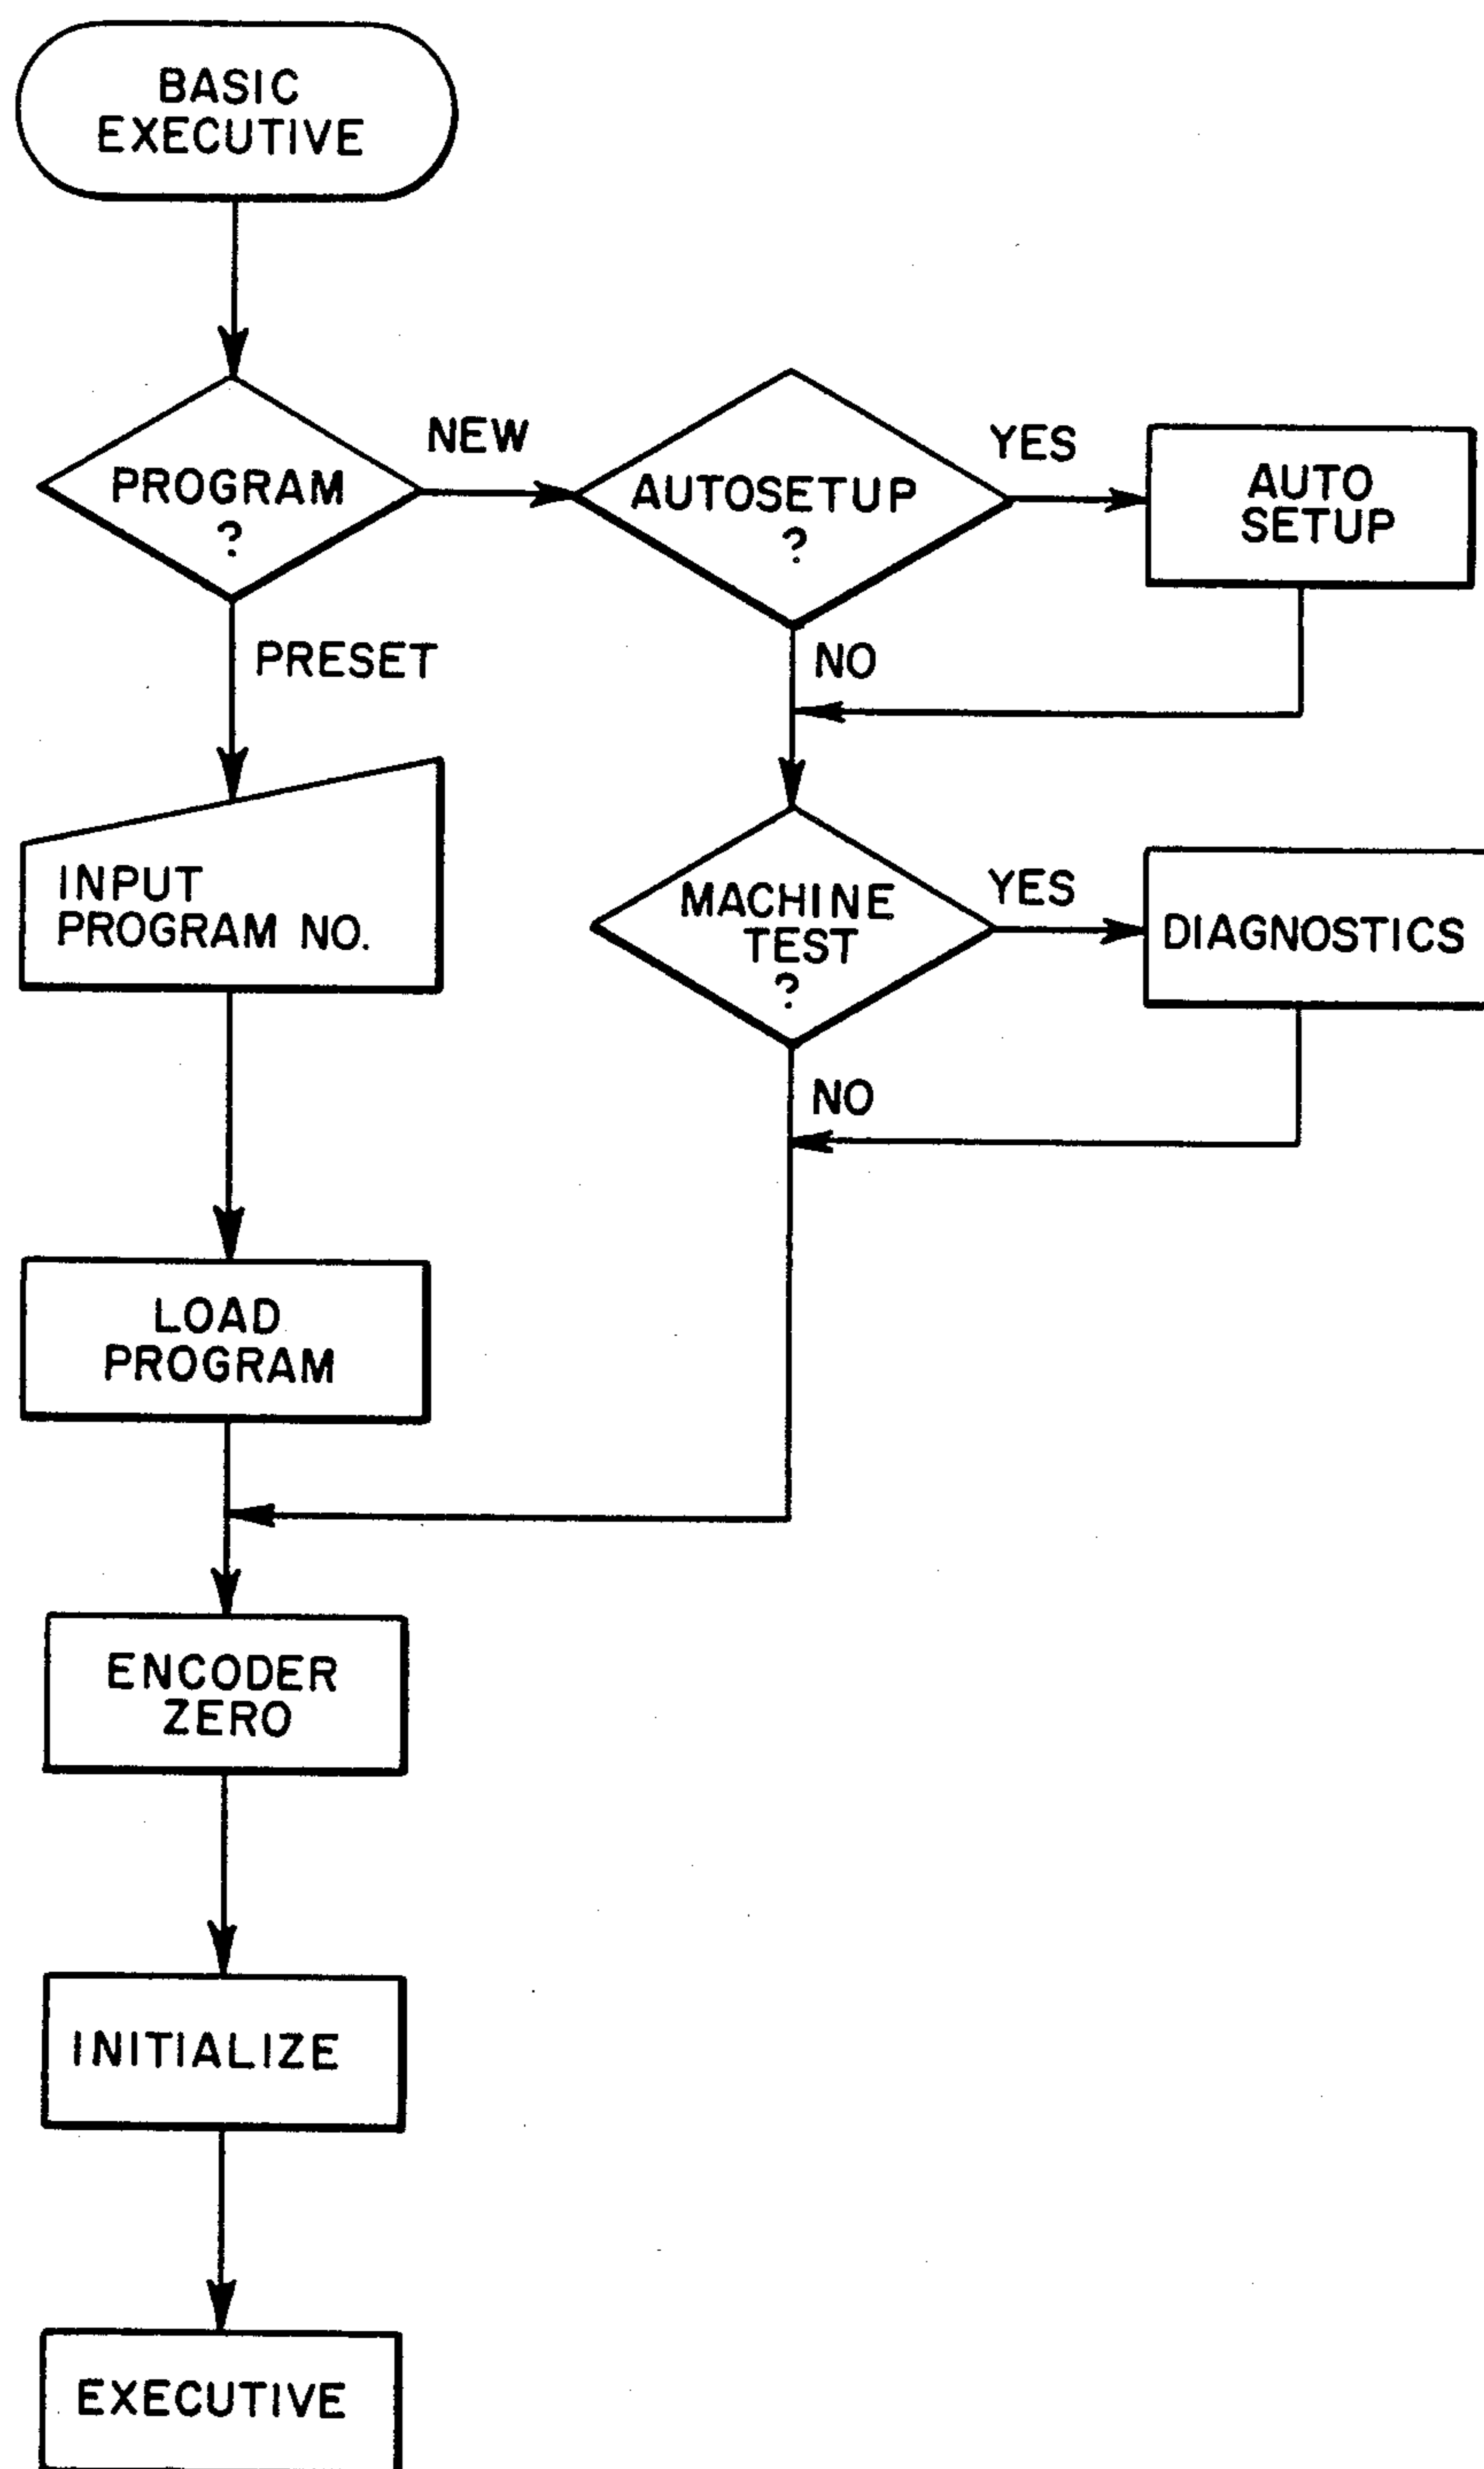 BASIC
EXECUTIVE
PROGRAM
?
NEW
AUTOSETUP
?
YES
AUTO
SETUP
PRESET
NO
INPUT
PROGRAM NO.
MACHINE
TEST
?
YES
DIAGNOSTICS
NO
LOAD
PROGRAM
ENCODER
ZERO
INITIALIZE
EXECUTIVE